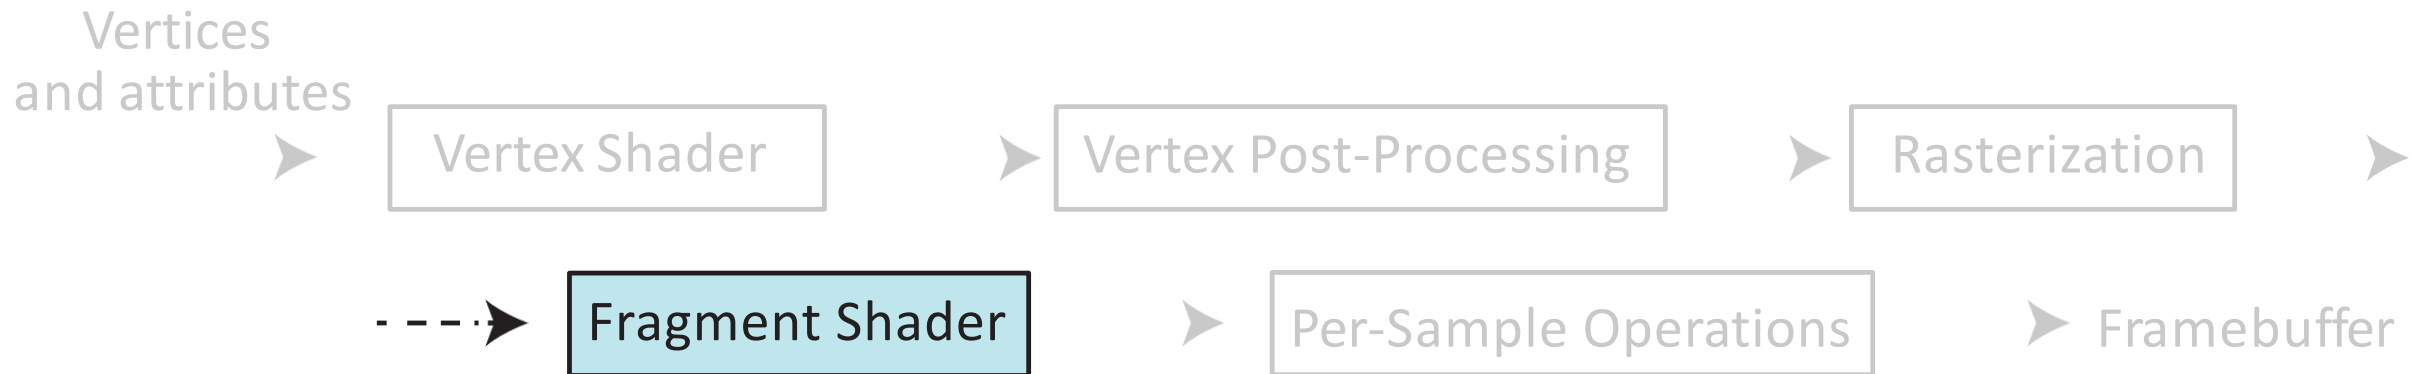 Vertices
and attributes
Vertex Shader
Vertex Post-Processing
Rasterization
Fragment Shader
Per-Sample Operations
Framebuffer